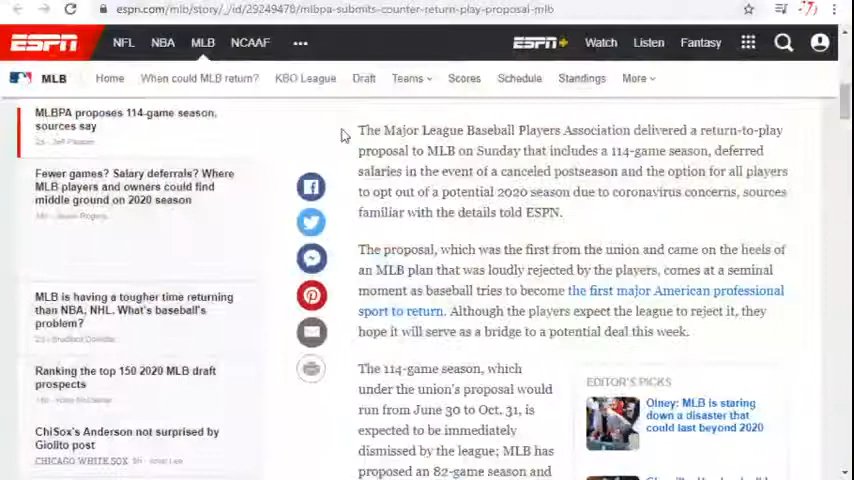 espn.com/mlb/story/_/id/29249478/mlbpa-submits-counter-return-play-proposal-mlb
ESPN NFL NBA MLB NCAAF ESPN+ Watch Listen Fantasy
MLB Home When could MLB return? KBO League Draft Teams Scores Schedule Standings More
MLBPA proposes 114-game season,
sources say
Fewer games? Salary deferrals? Where
MLB players and owners could find
middle ground on 2020 season
MLB is having a tougher time returning
than NBA, NHL. What's baseball's
problem?
Ranking the top 150 2020 MLB draft
prospects
ChiSox's Anderson not surprised by
Giolito post
CHICAGO WHITE SOX
The Major League Baseball Players Association delivered a return-to-play
proposal to MLB on Sunday that includes a 114-game season, deferred
salaries in the event of a canceled postseason and the option for all players
to opt out of a potential 2020 season due to coronavirus concerns, sources
familiar with the details told ESPN.
The proposal, which was the first from the union and came on the heels of
an MLB plan that was loudly rejected by the players, comes at a seminal
moment as baseball tries to become the first major American professional
sport to return. Although the players expect the league to reject it, they
hope it will serve as a bridge to a potential deal this week.
The 114-game season, which
under the union's proposal would
run from June 30 to Oct. 31, is
expected to be immediately
dismissed by the league; MLB has
proposed an 82-game season and
EDITOR'S PICKS
Olney: MLB is staring
down a disaster that
could last beyond 2020